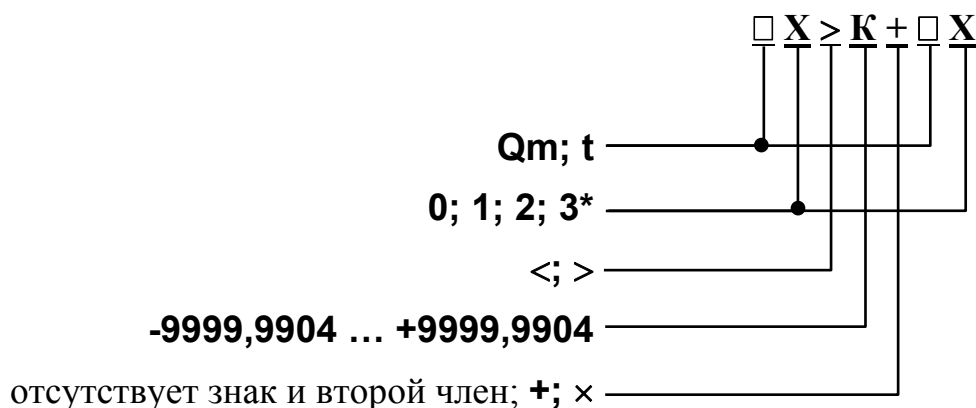 □ Х > К + □ Х
Qm; t
0; 1; 2; 3*
<; >
-9999,9904 … +9999,9904
отсутствует знак и второй член; +; ×